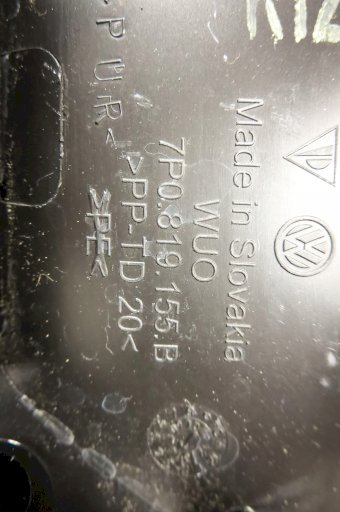 Made in Slovakia
WUO
7P0.819.155 B
>PP-TD 20<
>PE<
P U R <